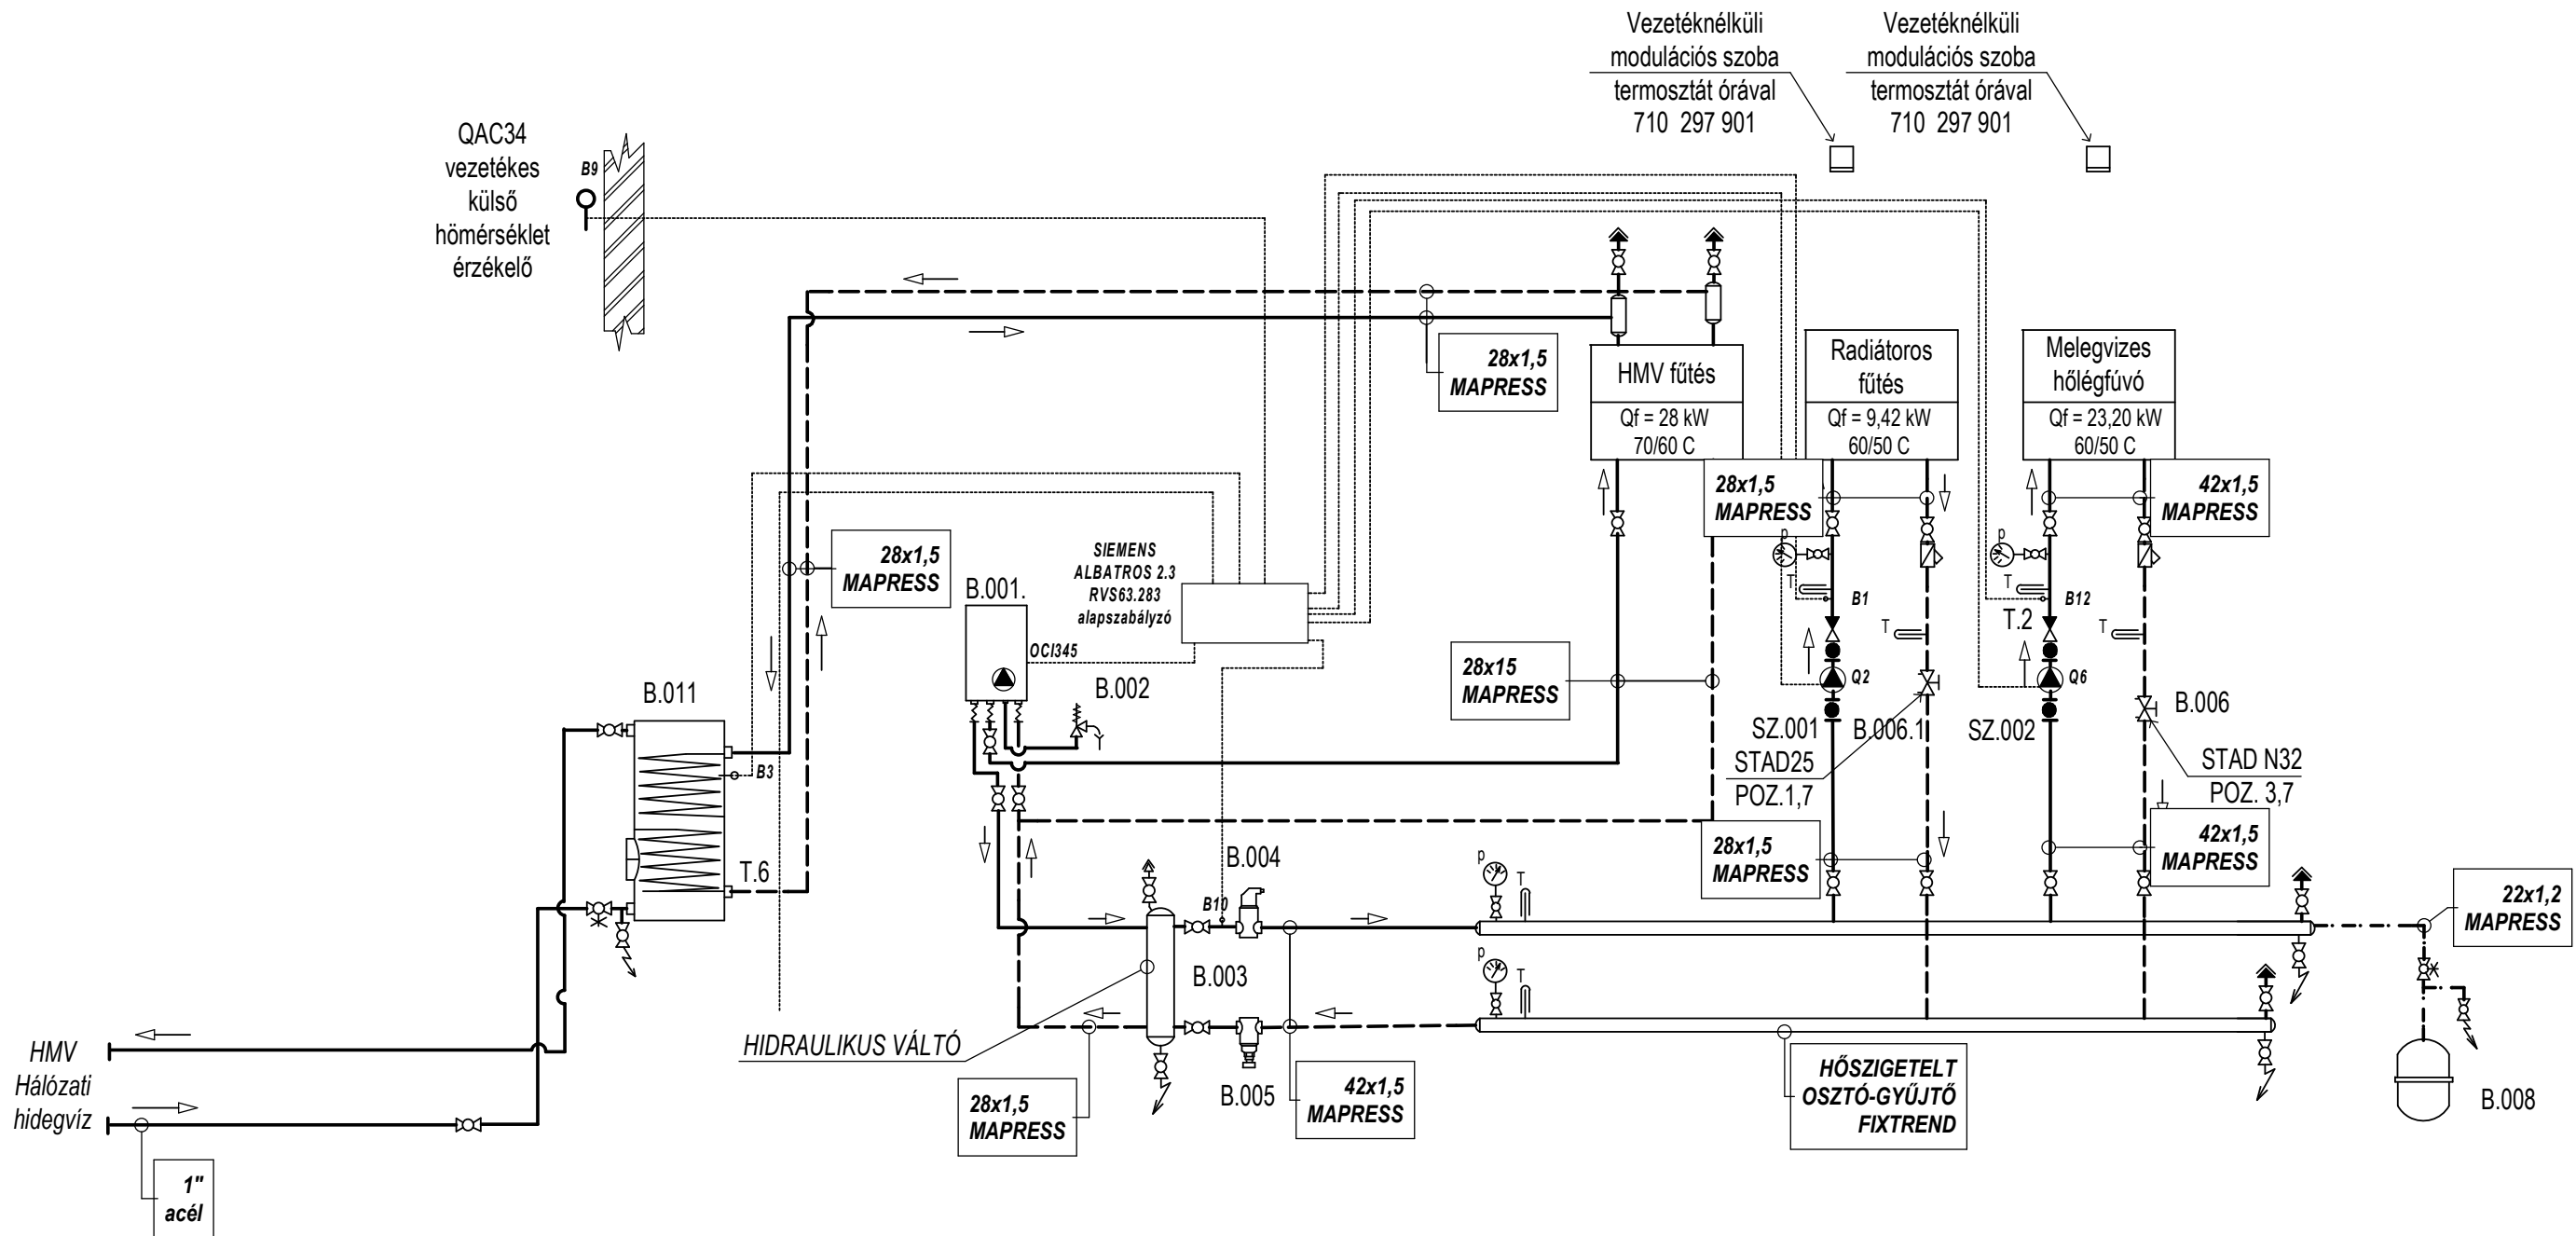 Vezetéknélküli
modulációs szoba
termosztát órával
710 297 901
Vezetéknélküli
modulációs szoba
termosztát órával
710 297 901
QAC34
vezetékes
külső
hömérséklet
érzékelő
B9
28x1,5
MAPRESS
HMV fűtés
Qf = 28 kW
70/60 C
Radiátoros
fűtés
Qf = 9,42 kW
60/50 C
Melegvizes
hőlégfúvó
Qf = 23,20 kW
60/50 C
28x1,5
MAPRESS
42x1,5
MAPRESS
28x1,5
MAPRESS
SIEMENS
ALBATROS 2.3
RVS63.283
alapszabályzó
B.001.
OCI345
B.002
p
T
B1
T
p
T
B12
T.2
T
28x15
MAPRESS
Q2
Q6
B.011
B3
T.6
SZ.001
B.006.1
STAD25
POZ.1,7
SZ.002
B.006
STAD N32
POZ. 3,7
28x1,5
MAPRESS
42x1,5
MAPRESS
B.004
B10
B.003
p
T
p
T
22x1,2
MAPRESS
HIDRAULIKUS VÁLTÓ
28x1,5
MAPRESS
B.005
42x1,5
MAPRESS
HŐSZIGETELT
OSZTÓ-GYŰJTŐ
FIXTREND
B.008
HMV
Hálózati
hidegvíz
1"
acél